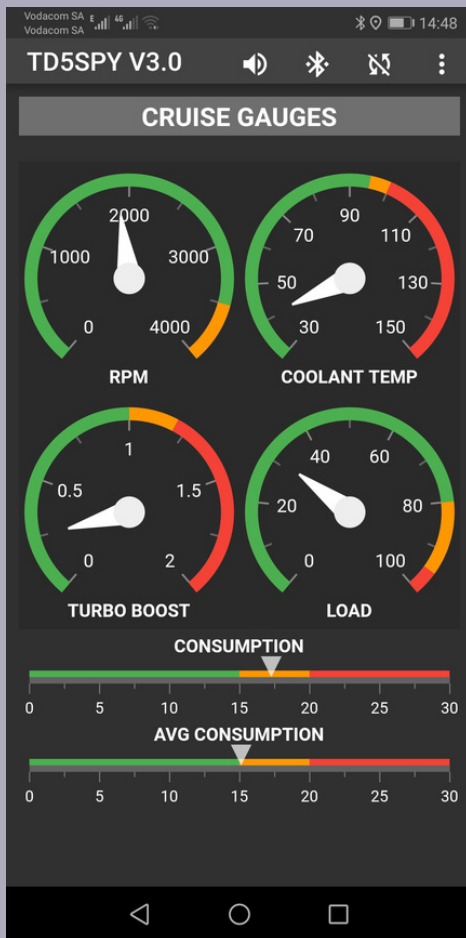 Vodacom SA E 4G
Vodacom SA 14:48
TD5SPY V3.0
CRUISE GAUGES
0 1000 2000 3000 4000
RPM
30 50 70 90 110 130 150
COOLANT TEMP
0 0.5 1 1.5 2
TURBO BOOST
0 20 40 60 80 100
LOAD
CONSUMPTION
0 5 10 15 20 25 30
AVG CONSUMPTION
0 5 10 15 20 25 30